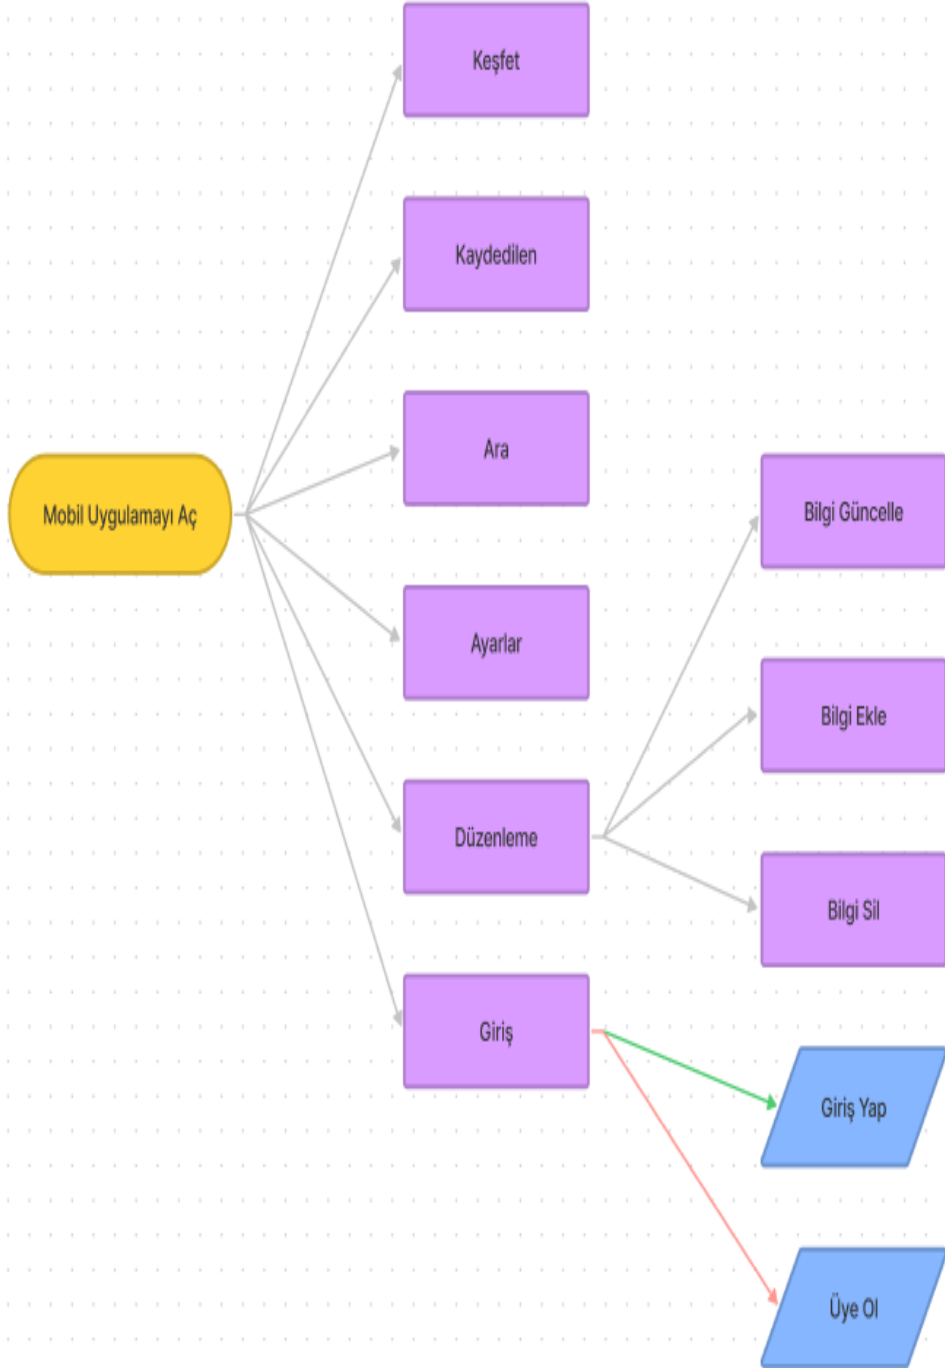 Keşfet
Kaydedilen
Ara
Mobil Uygulamayı Aç
Bilgi Güncelle
Ayarlar
Bilgi Ekle
Düzenleme
Bilgi Sil
Giriş
Giriş Yap
Üye Ol